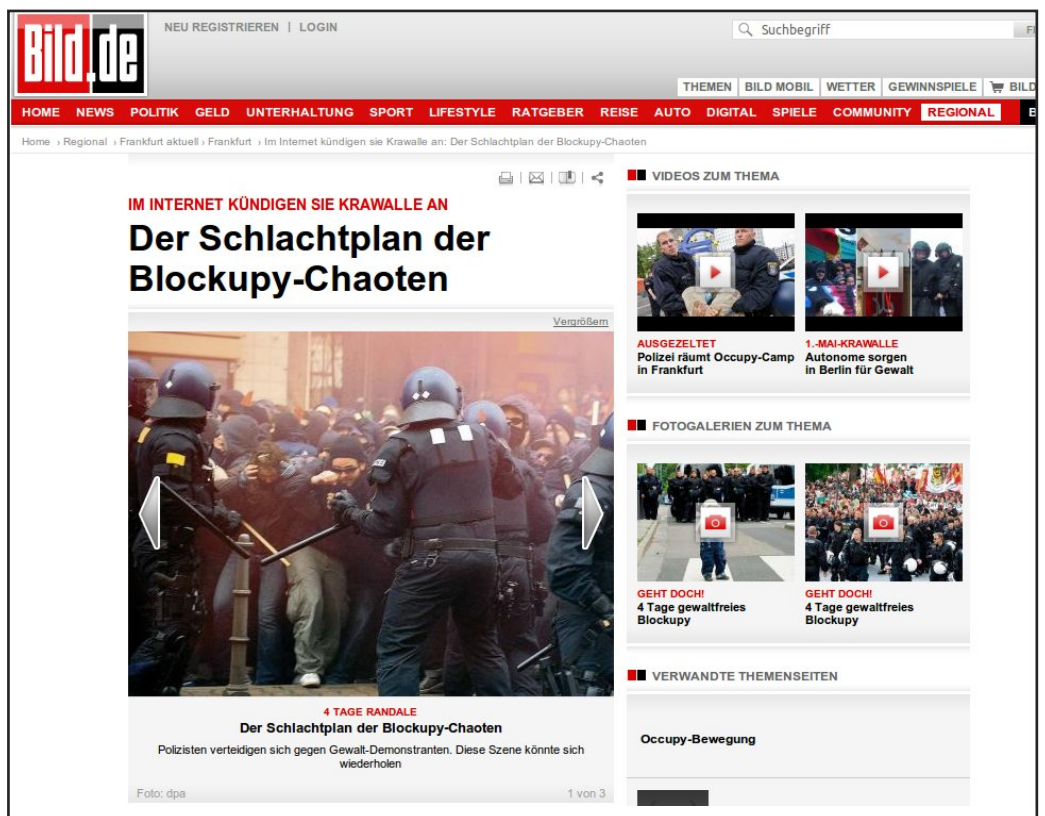 Bild.de
NEU REGISTRIEREN | LOGIN
Suchbegriff
THEMEN BILD MOBIL WETTER GEWINNSPIELE BILD
HOME NEWS POLITIK GELD UNTERHALTUNG SPORT LIFESTYLE RATGEBER REISE AUTO DIGITAL SPIELE COMMUNITY REGIONAL
Home › Regional › Frankfurt aktuell › Frankfurt › Im Internet kündigen sie Krawalle an: Der Schlachtplan der Blockupy-Chaoten
IM INTERNET KÜNDIGEN SIE KRAWALLE AN
Der Schlachtplan der
Blockupy-Chaoten
Vergrößern
4 TAGE RANDALE
Der Schlachtplan der Blockupy-Chaoten
Polizisten verteidigen sich gegen Gewalt-Demonstranten. Diese Szene könnte sich
wiederholen
Foto: dpa
1 von 3
VIDEOS ZUM THEMA
AUSGEZELTET
Polizei räumt Occupy-Camp
in Frankfurt
1.-MAI-KRAWALLE
Autonome sorgen
in Berlin für Gewalt
FOTOGALERIEN ZUM THEMA
GEHT DOCH!
4 Tage gewaltfreies
Blockupy
GEHT DOCH!
4 Tage gewaltfreies
Blockupy
VERWANDTE THEMENSEITEN
Occupy-Bewegung